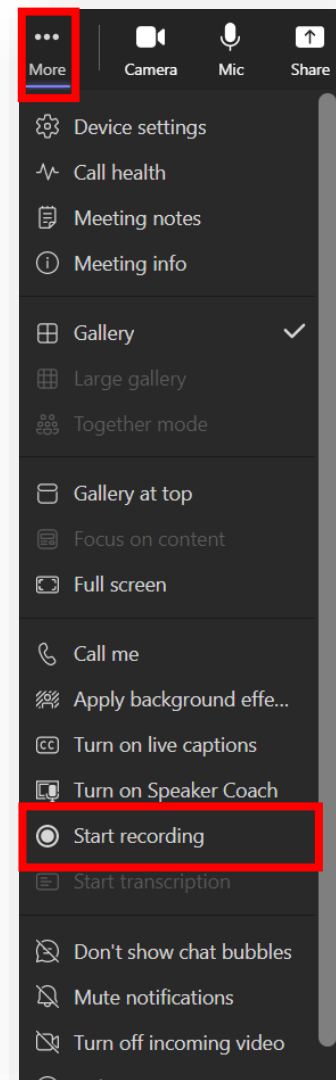 More Camera Mic Share
Device settings
Call health
Meeting notes
Meeting info
Gallery
Large gallery
Together mode
Gallery at top
Focus on content
Full screen
Call me
Apply background effe...
CC Turn on live captions
Turn on Speaker Coach
Start recording
Start transcription
Don't show chat bubbles
Mute notifications
Turn off incoming video